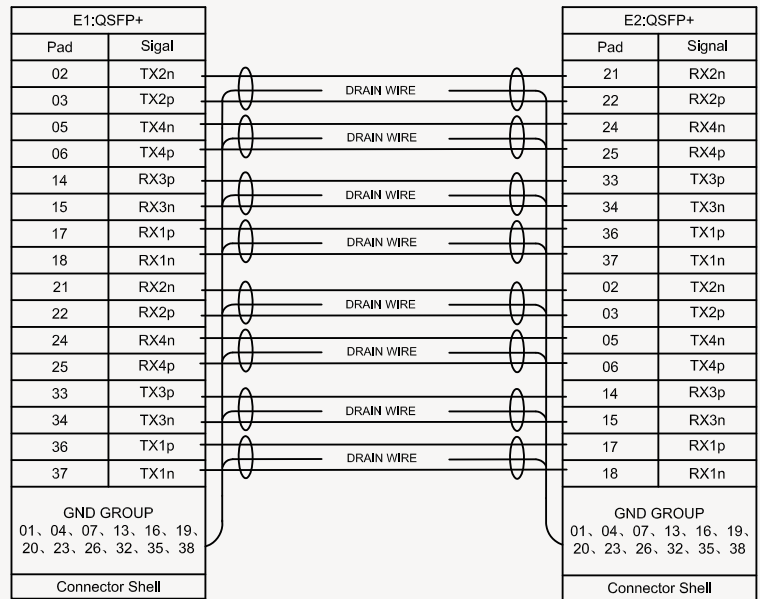 E1:QSFP+
Pad Sigal
02 TX2n
03 TX2p
05 TX4n
06 TX4p
14 RX3p
15 RX3n
17 RX1p
18 RX1n
21 RX2n
22 RX2p
24 RX4n
25 RX4p
33 TX3p
34 TX3n
36 TX1p
37 TX1n
GND GROUP
01、04、07、13、16、19、
20、23、26、32、35、38
Connector Shell
DRAIN WIRE
DRAIN WIRE
DRAIN WIRE
DRAIN WIRE
DRAIN WIRE
DRAIN WIRE
DRAIN WIRE
DRAIN WIRE
E2:QSFP+
Pad Signal
21 RX2n
22 RX2p
24 RX4n
25 RX4p
33 TX3p
34 TX3n
36 TX1p
37 TX1n
02 TX2n
03 TX2p
05 TX4n
06 TX4p
14 RX3p
15 RX3n
17 RX1p
18 RX1n
GND GROUP
01、04、07、13、16、19、
20、23、26、32、35、38
Connector Shell